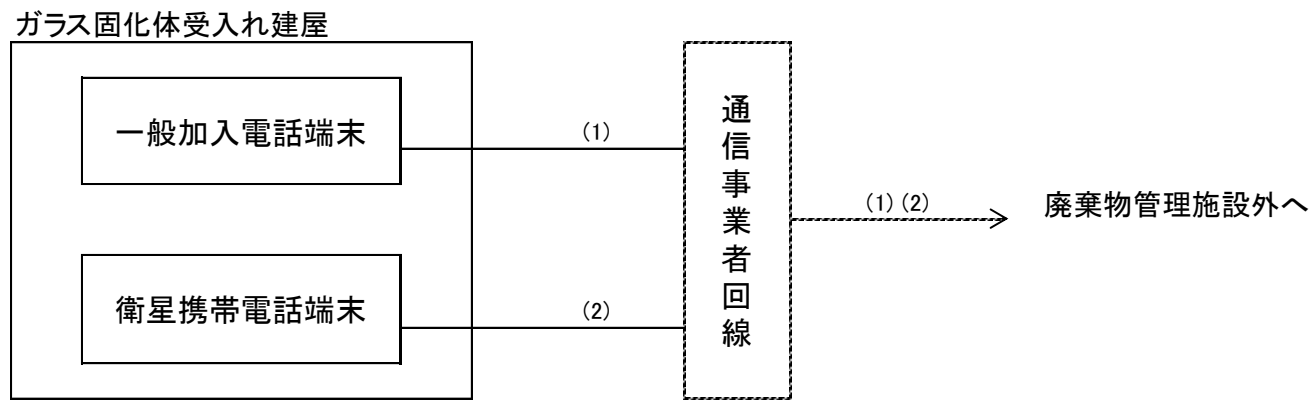 ガラス固化体受入れ建屋
一般加入電話端末
(1)
衛星携帯電話端末
(2)
通信事業者回線
(1)(2)
廃棄物管理施設外へ